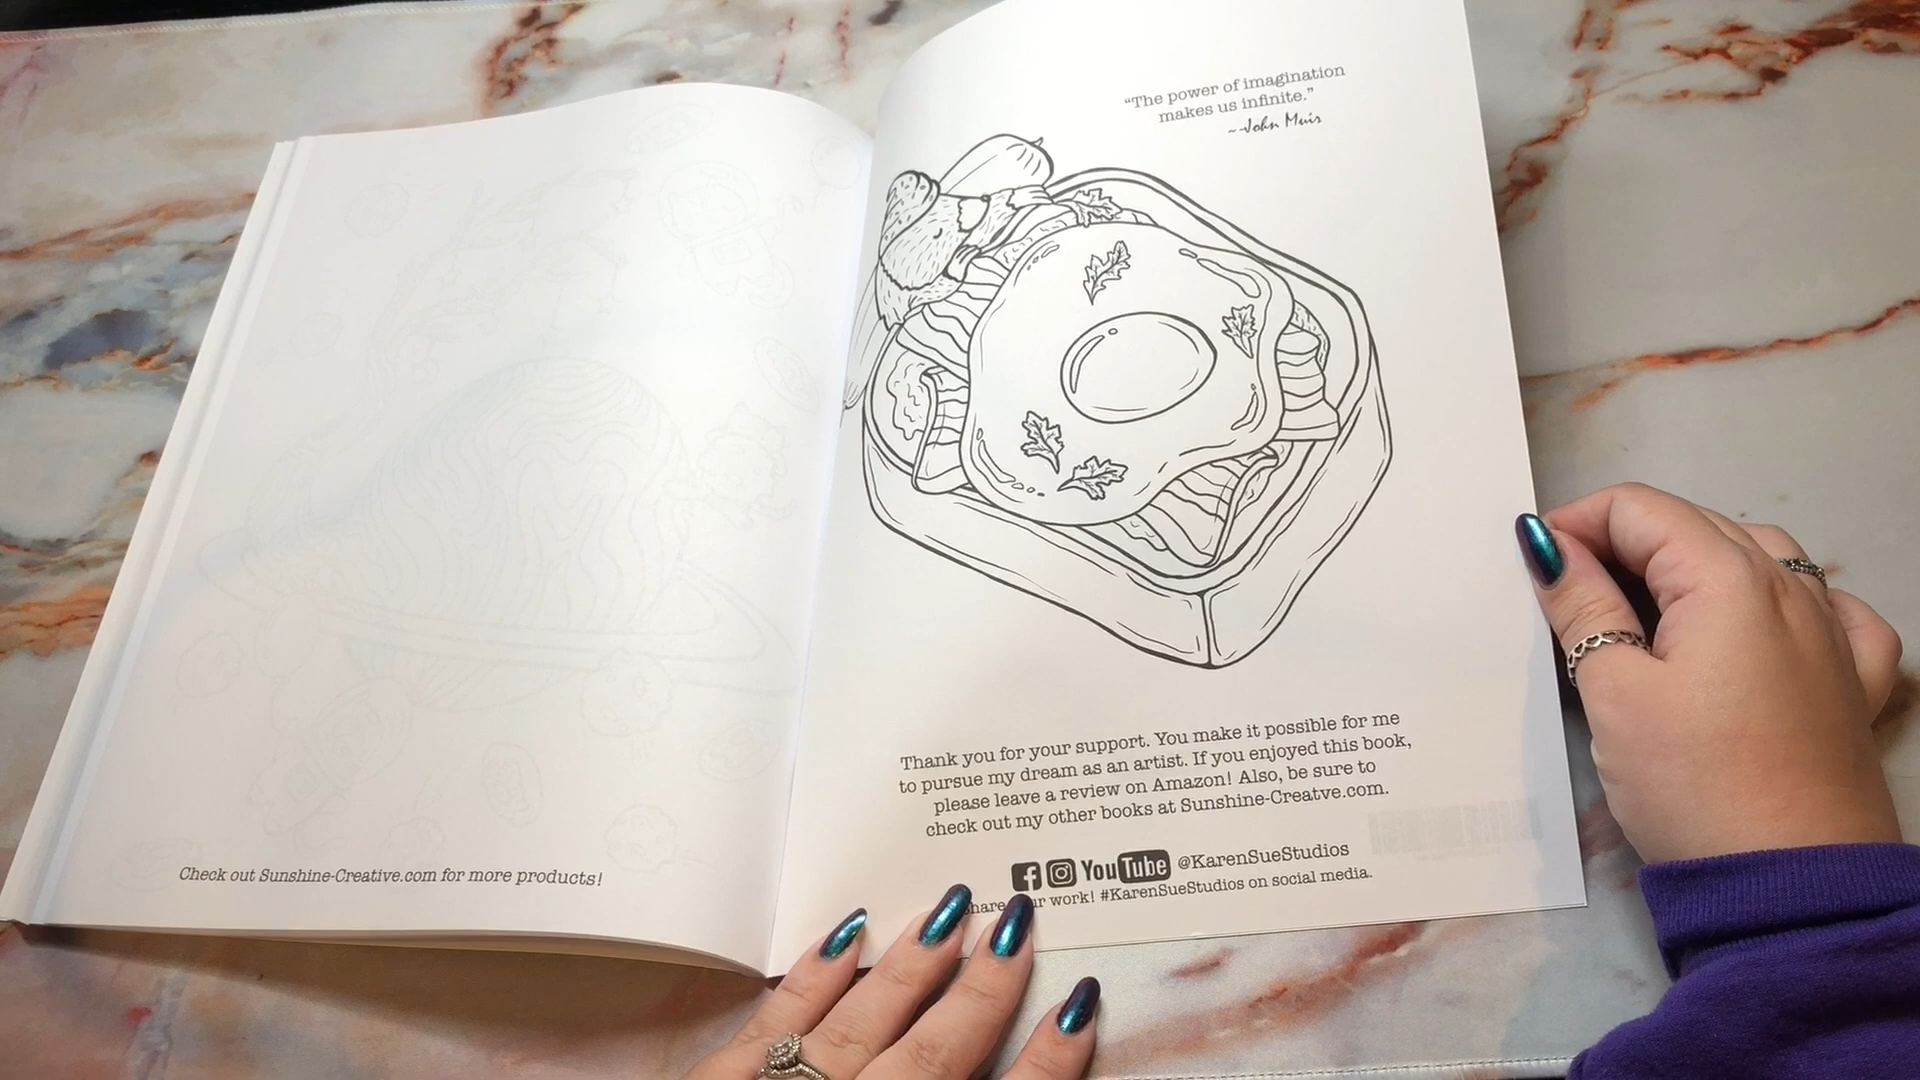 Check out Sunshine-Creative.com for more products!
“The power of imagination
makes us infinite.”
~John Muir
Thank you for your support. You make it possible for me
to pursue my dream as an artist. If you enjoyed this book,
please leave a review on Amazon! Also, be sure to
check out my other books at Sunshine-Creatve.com.
YouTube @KarenSueStudios
work! #KarenSueStudios on social media.